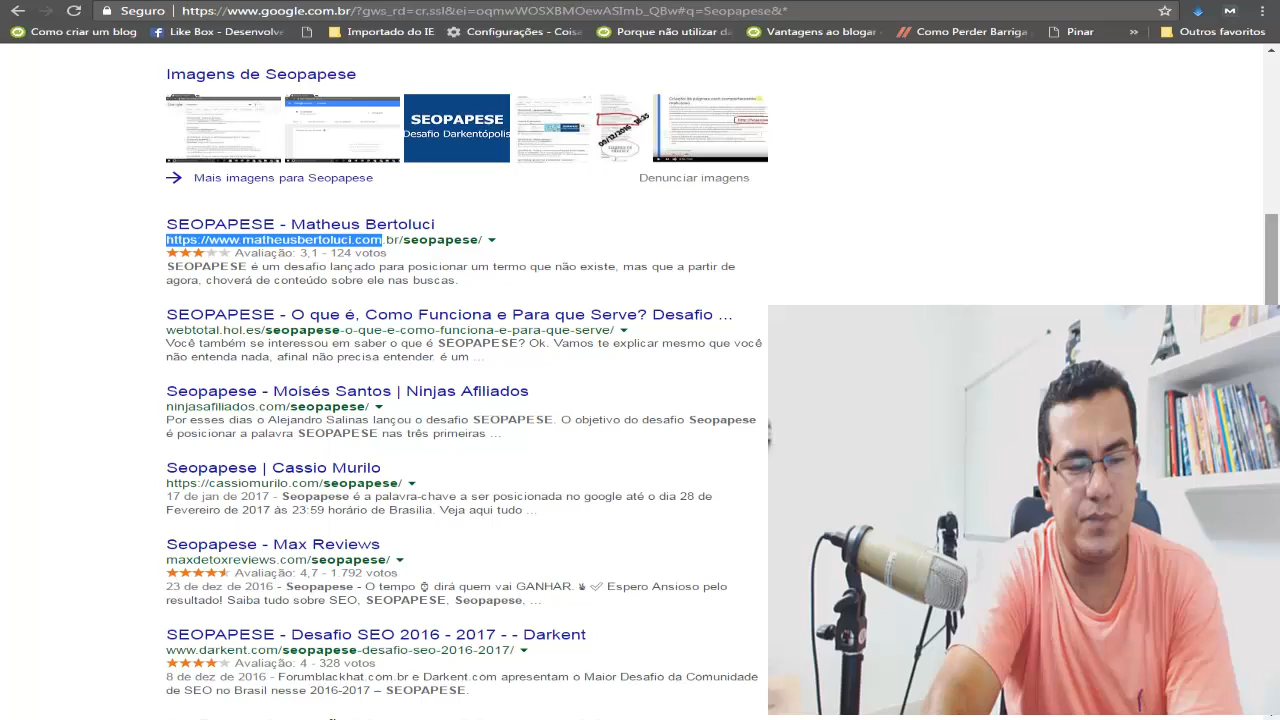 Seguro
https://www.google.com.br/?gws_rd=cr,ssl&ei=oqmwWOSXBMOewASImb_QBw#q=Seopapese&*
Como criar um blog
Like Box - Desenvolve
Importado do IE
Configurações - Coisa
Porque não utilizar da
Vantagens ao blogar
Como Perder Barriga
Pinar
»
Outros favoritos
Imagens de Seopapese
SEOPAPESE
Desafio Darkentópolis
Mais imagens para Seopapese
Denunciar imagens
SEOPAPESE - Matheus Bertoluci
https://www.matheusbertoluci.com.br/seopapese/
Avaliação: 3,1 - 124 votos
SEOPAPESE é um desafio lançado para posicionar um termo que não existe, mas que a partir de
agora, choverá de conteúdo sobre ele nas buscas.
SEOPAPESE - O que é, Como Funciona e Para que Serve? Desafio ...
webtotal.hol.es/seopapese-o-que-e-como-funciona-e-para-que-serve/
Você também se interessou em saber o que é SEOPAPESE? Ok. Vamos te explicar mesmo que você
não entenda nada, afinal não precisa entender. é um ...
Seopapese - Moisés Santos | Ninjas Afiliados
ninjasafiliados.com/seopapese/
Por esses dias o Alejandro Salinas lançou o desafio SEOPAPESE. O objetivo do desafio Seopapese
é posicionar a palavra SEOPAPESE nas três primeiras ...
Seopapese | Cassio Murilo
https://cassiomurilo.com/seopapese/
17 de jan de 2017 - Seopapese é a palavra-chave a ser posicionada no google até o dia 28 de
Fevereiro de 2017 às 23:59 horário de Brasilia. Veja aqui tudo ...
Seopapese - Max Reviews
maxdetoxreviews.com/seopapese/
Avaliação: 4,7 - 1.792 votos
23 de dez de 2016 - Seopapese - O tempo ⌚ dirá quem vai GANHAR. ✅ Espero Ansioso pelo
resultado! Saiba tudo sobre SEO, SEOPAPESE, Seopapese, ...
SEOPAPESE - Desafio SEO 2016 - 2017 - - Darkent
www.darkent.com/seopapese-desafio-seo-2016-2017/
Avaliação: 4 - 328 votos
8 de dez de 2016 - Forumblackhat.com.br e Darkent.com apresentam o Maior Desafio da Comunidade
de SEO no Brasil nesse 2016-2017 – SEOPAPESE.